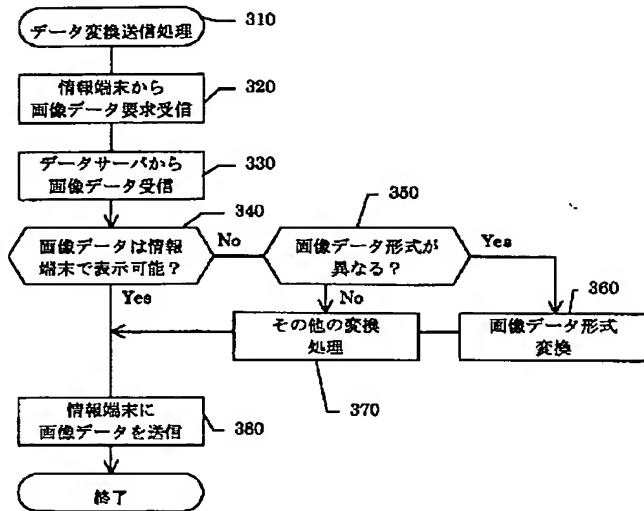 データ変換送信処理
310
情報端末から
画像データ要求受信
320
データサーバから
画像データ受信
330
340
350
画像データは情報
端末で表示可能？
No
画像データ形式が
異なる？
Yes
Yes
No
360
その他の変換
処理
画像データ形式
変換
370
情報端末に
画像データを送信
380
終了